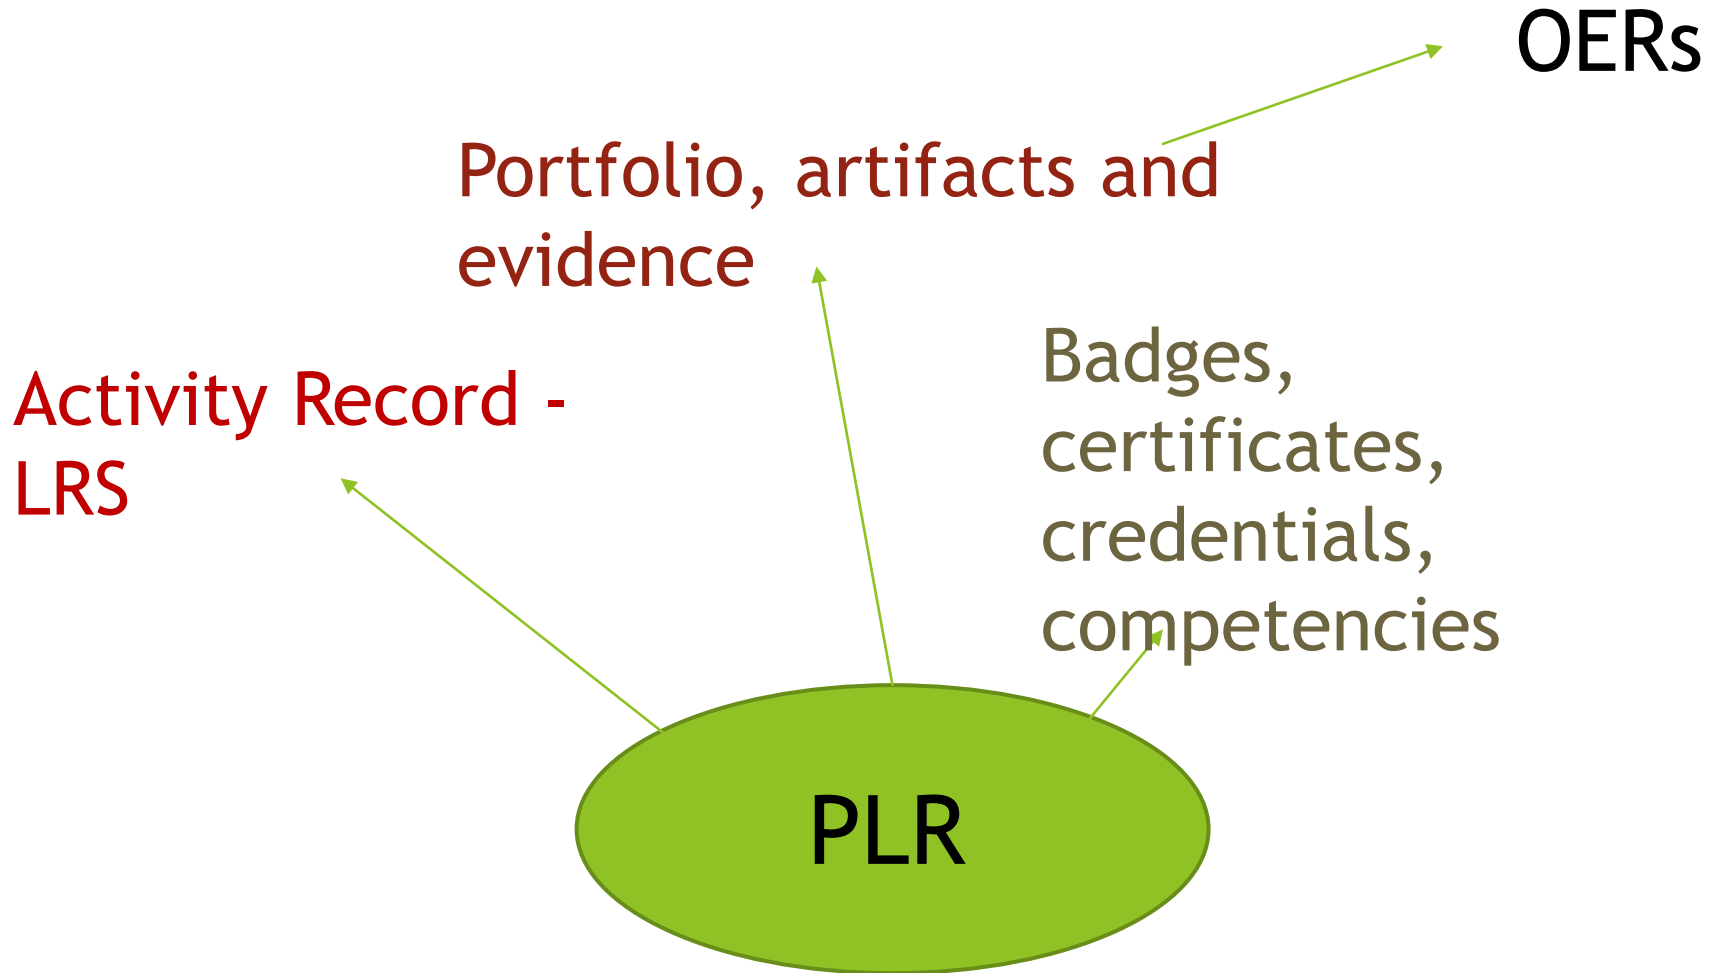 OERs
Portfolio, artifacts and
evidence
Activity Record -
LRS
Badges,
certificates,
credentials,
competencies
PLR